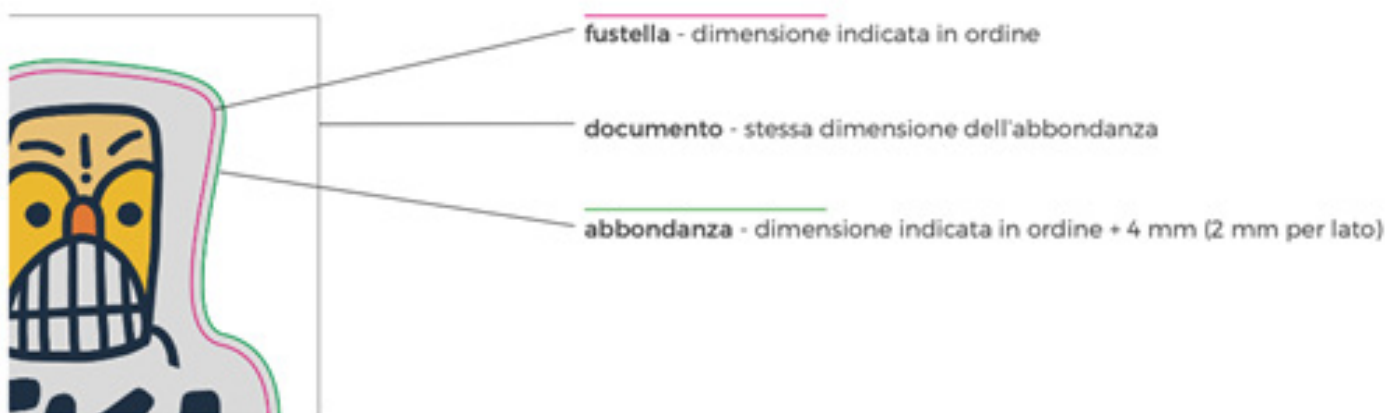 fustella - dimensione indicata in ordine
documento - stessa dimensione dell'abbondanza
abbondanza - dimensione indicata in ordine + 4 mm (2 mm per lato)